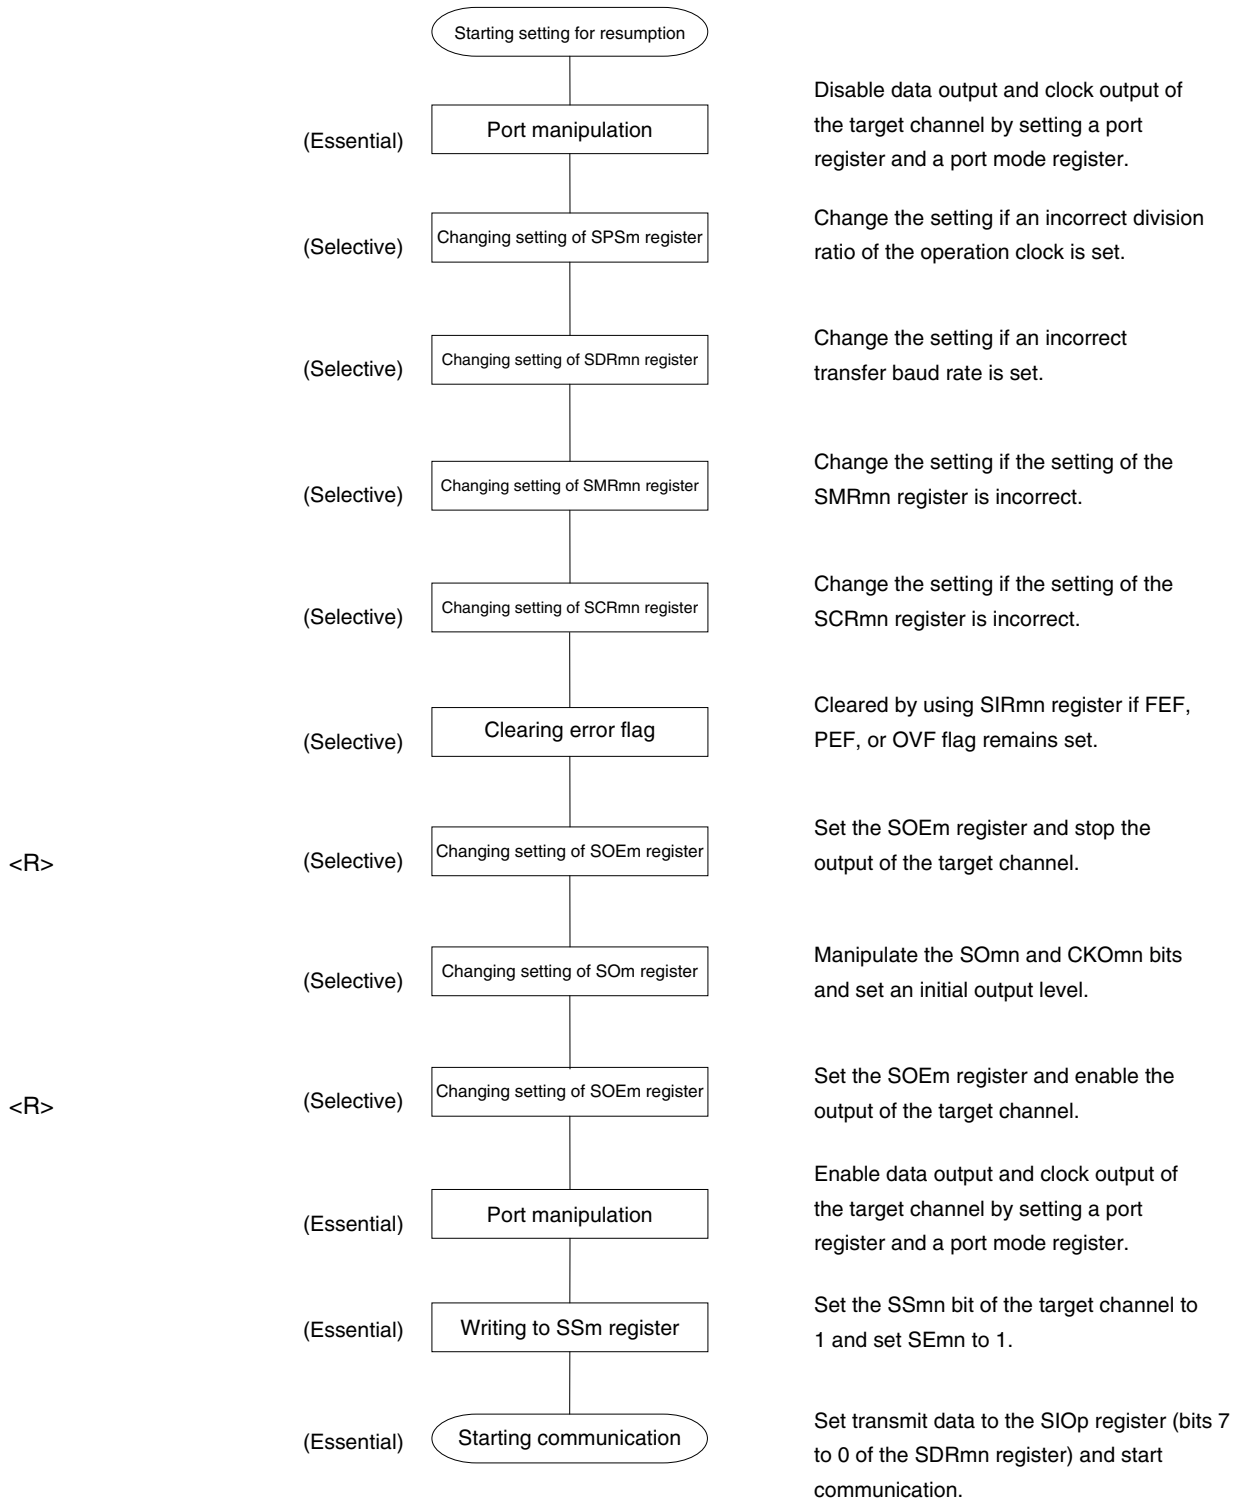 Starting setting for resumption
(Essential)
Port manipulation
Disable data output and clock output of
the target channel by setting a port
register and a port mode register.
(Selective)
Changing setting of SPSm register
Change the setting if an incorrect division
ratio of the operation clock is set.
(Selective)
Changing setting of SDRmn register
Change the setting if an incorrect
transfer baud rate is set.
(Selective)
Changing setting of SMRmn register
Change the setting if the setting of the
SMRmn register is incorrect.
(Selective)
Changing setting of SCRmn register
Change the setting if the setting of the
SCRmn register is incorrect.
(Selective)
Clearing error flag
Cleared by using SIRmn register if FEF,
PEF, or OVF flag remains set.
<R>
(Selective)
Changing setting of SOEm register
Set the SOEm register and stop the
output of the target channel.
(Selective)
Changing setting of SOm register
Manipulate the SOmn and CKOmn bits
and set an initial output level.
<R>
(Selective)
Changing setting of SOEm register
Set the SOEm register and enable the
output of the target channel.
(Essential)
Port manipulation
Enable data output and clock output of
the target channel by setting a port
register and a port mode register.
(Essential)
Writing to SSm register
Set the SSmn bit of the target channel to
1 and set SEmn to 1.
(Essential)
Starting communication
Set transmit data to the SIOp register (bits 7
to 0 of the SDRmn register) and start
communication.